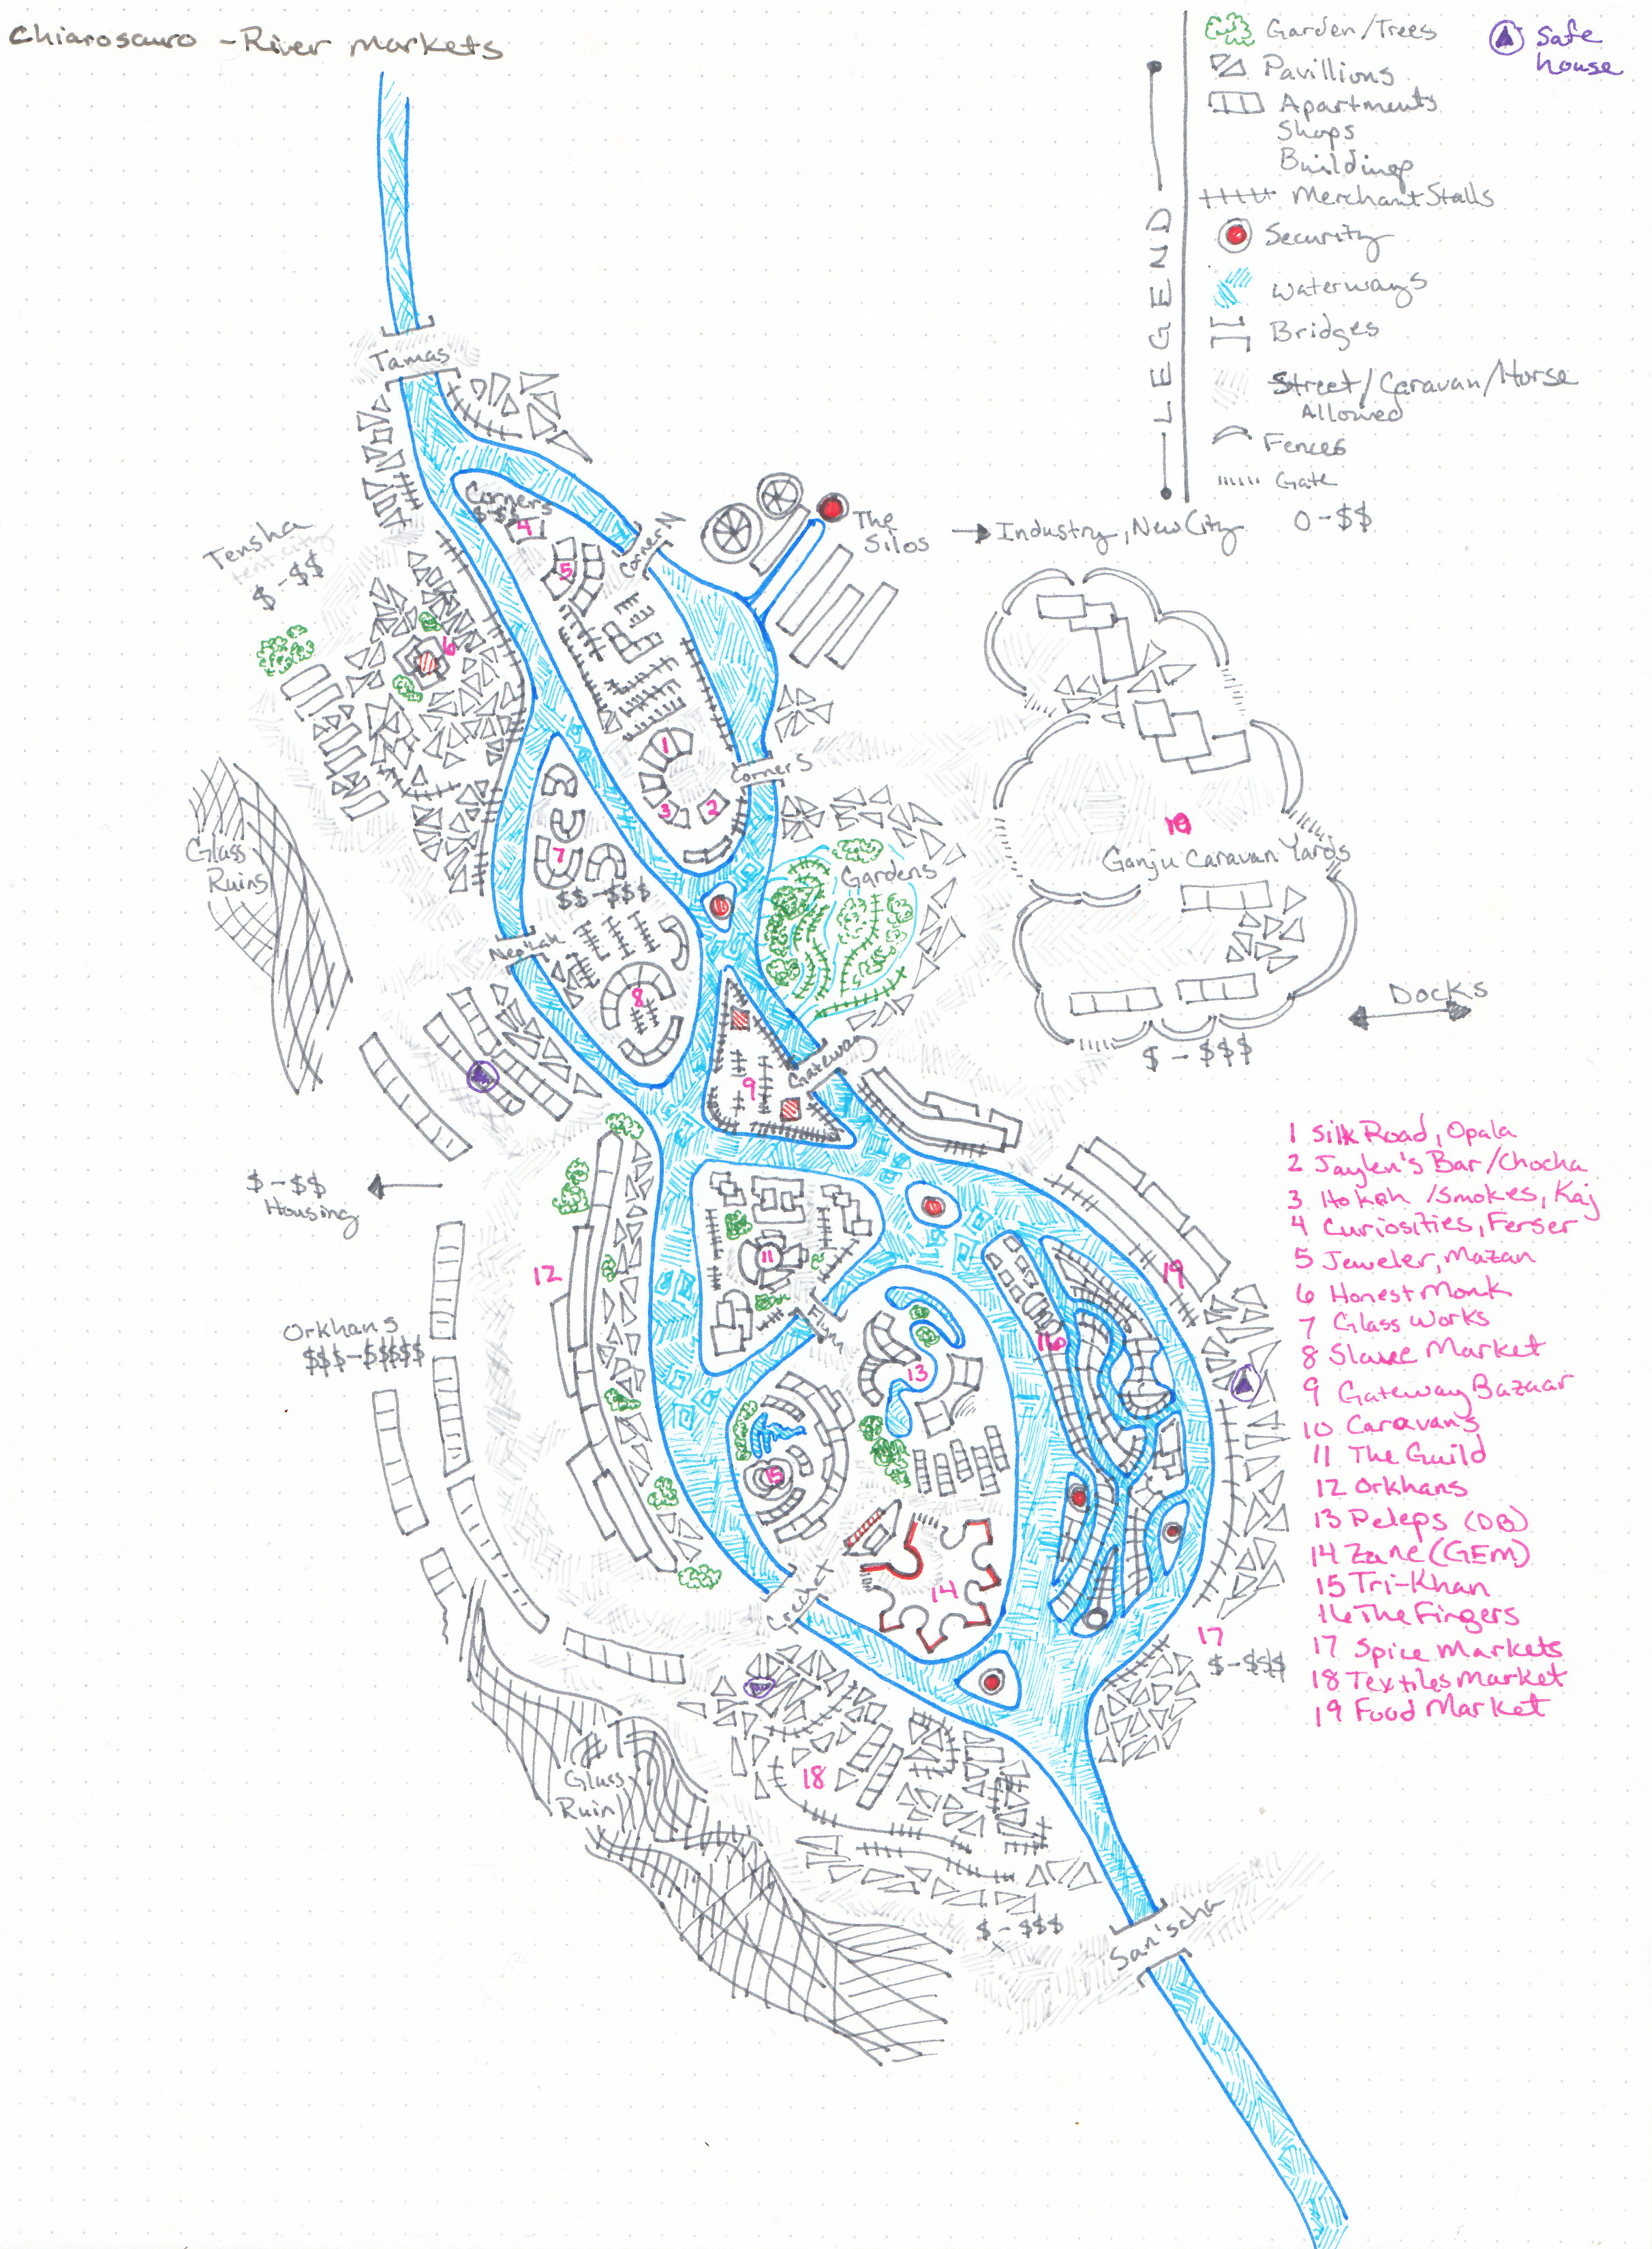 Chiarosauro - River Markets
LEGEND
Garden/Trees
Pavillions
Apartments
Shops
Buildings
Merchant Stalls
Security
Waterways
Bridges
Street/Caravan/Horse
Allowed
Fences
Gate
Safe
house
Tamas
Corners
$-$$
4
5
Corner N
The
Silos
Industry, New City
0-$$
Tensha
tent city
$-$$
6
1
2
3
Corner S
7
$$-$$$
Glass
Ruins
Gardens
10
Ganju Caravan Yards
$-$$$
Docks
8
9
Gateway
$-$$
Housing
11
12
Orkhans
$$$-$$$$$
13
14
15
16
17
$-$$$
18
19
Glass
Ruin
$-$$$
San'scha
1 Silk Road, Opala
2 Jaylen's Bar/Chocha
3 Hokah/Smokes, Kaj
4 Curiosities, Ferser
5 Jeweler, Mazan
6 Honest Monk
7 Glass Works
8 Slave Market
9 Gateway Bazaar
10 Caravans
11 The Guild
12 Orkhans
13 Peleps (DB)
14 Zane (GEM)
15 Tri-Khan
16 The Fingers
17 Spice Markets
18 Textiles Market
19 Food Market